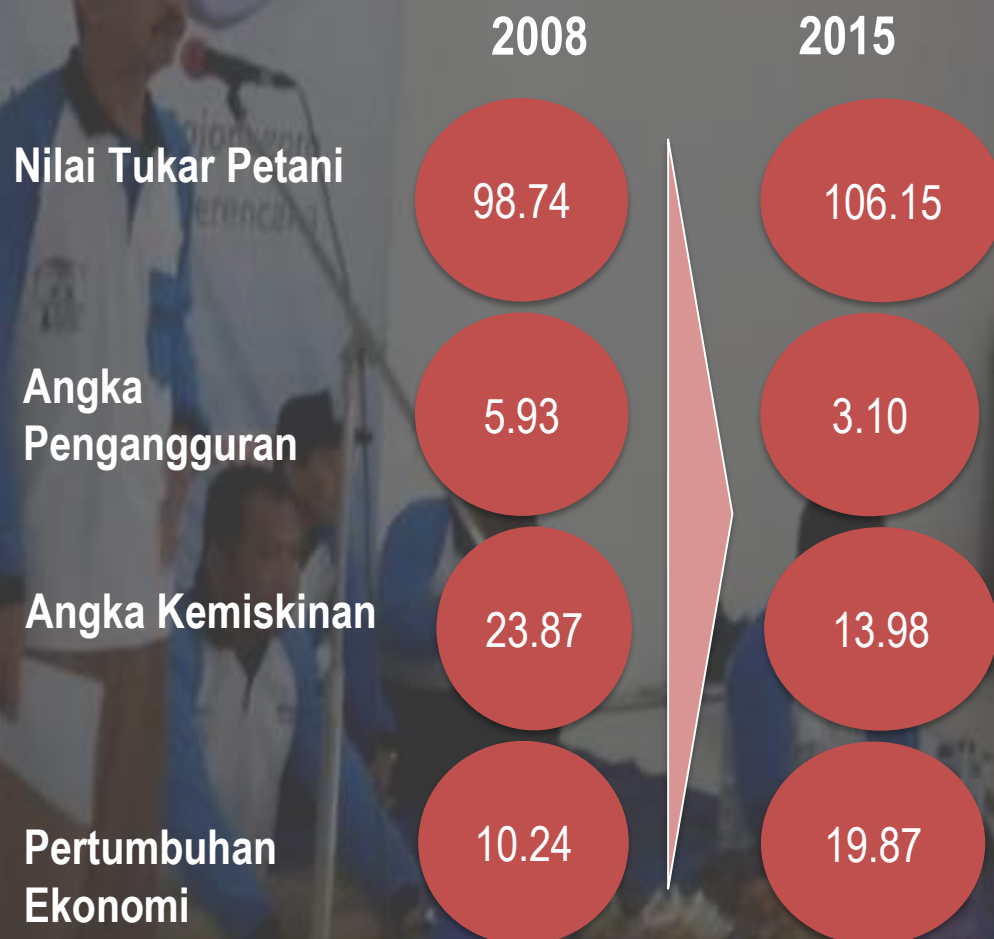 2008 2015
Nilai Tukar Petani 98.74 106.15
Angka
Pengangguran 5.93 3.10
Angka Kemiskinan 23.87 13.98
Pertumbuhan 10.24 19.87
Ekonomi